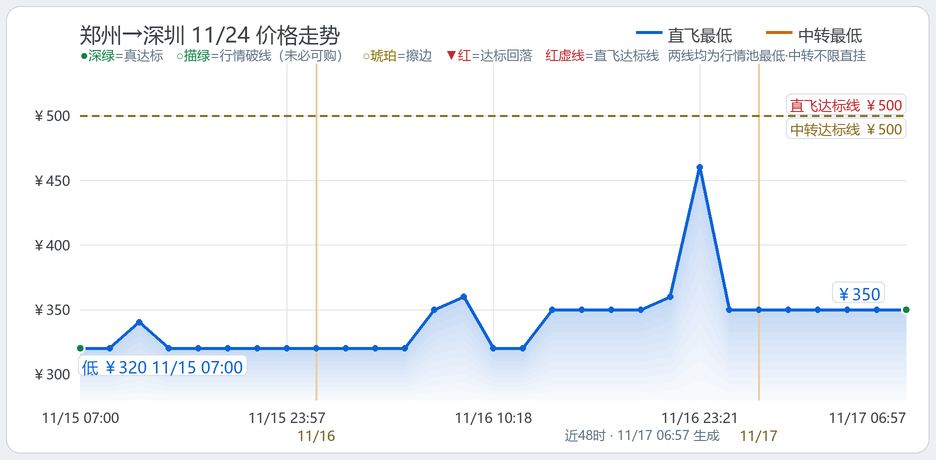 郑州→深圳 11/24 价格走势
直飞最低 中转最低
●深绿=真达标 ○描绿=行情破线（未必可购） ○琥珀=擦边 ▼红=达标回落 红虚线=直飞达标线 两线均为行情池最低·中转不限直挂
直飞达标线 ￥500
￥500
中转达标线 ￥500
￥450
￥400
￥350
￥350
低 ￥320 11/15 07:00
￥300
11/15 07:00 11/15 23:57 11/16 10:18 11/16 23:21 11/17 06:57
11/16 近48时 · 11/17 06:57 生成 11/17